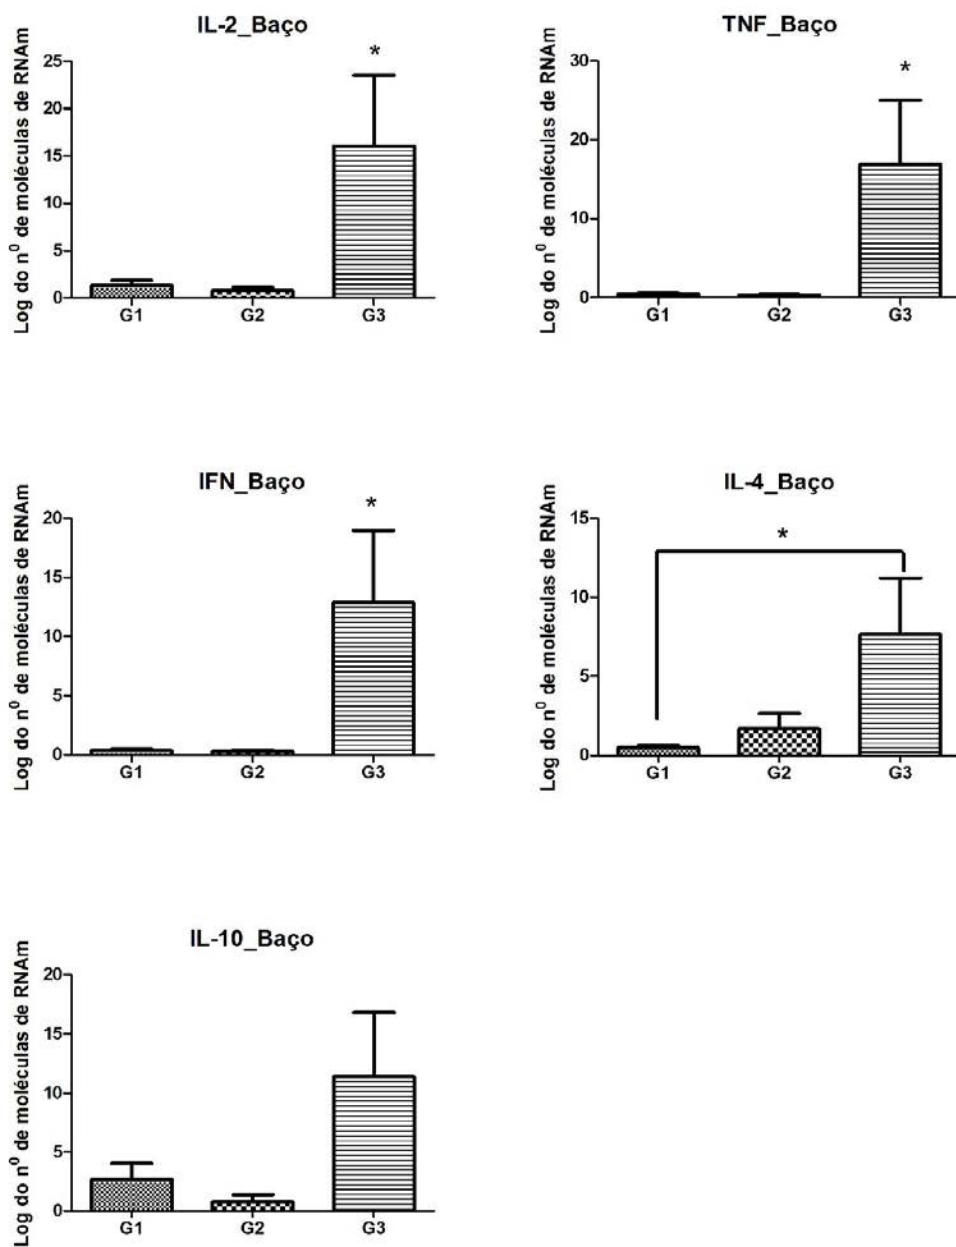 IL-2_Baço
*
Log do n⁰ de moléculas de RNAm
25
20
15
10
5
0
G1 G2 G3
TNF_Baço
*
Log do n⁰ de moléculas de RNAm
30
20
10
0
G1 G2 G3
IFN_Baço
*
Log do n⁰ de moléculas de RNAm
20
15
10
5
0
G1 G2 G3
IL-4_Baço
*
Log do n⁰ de moléculas de RNAm
15
10
5
0
G1 G2 G3
IL-10_Baço
Log do n⁰ de moléculas de RNAm
20
15
10
5
0
G1 G2 G3